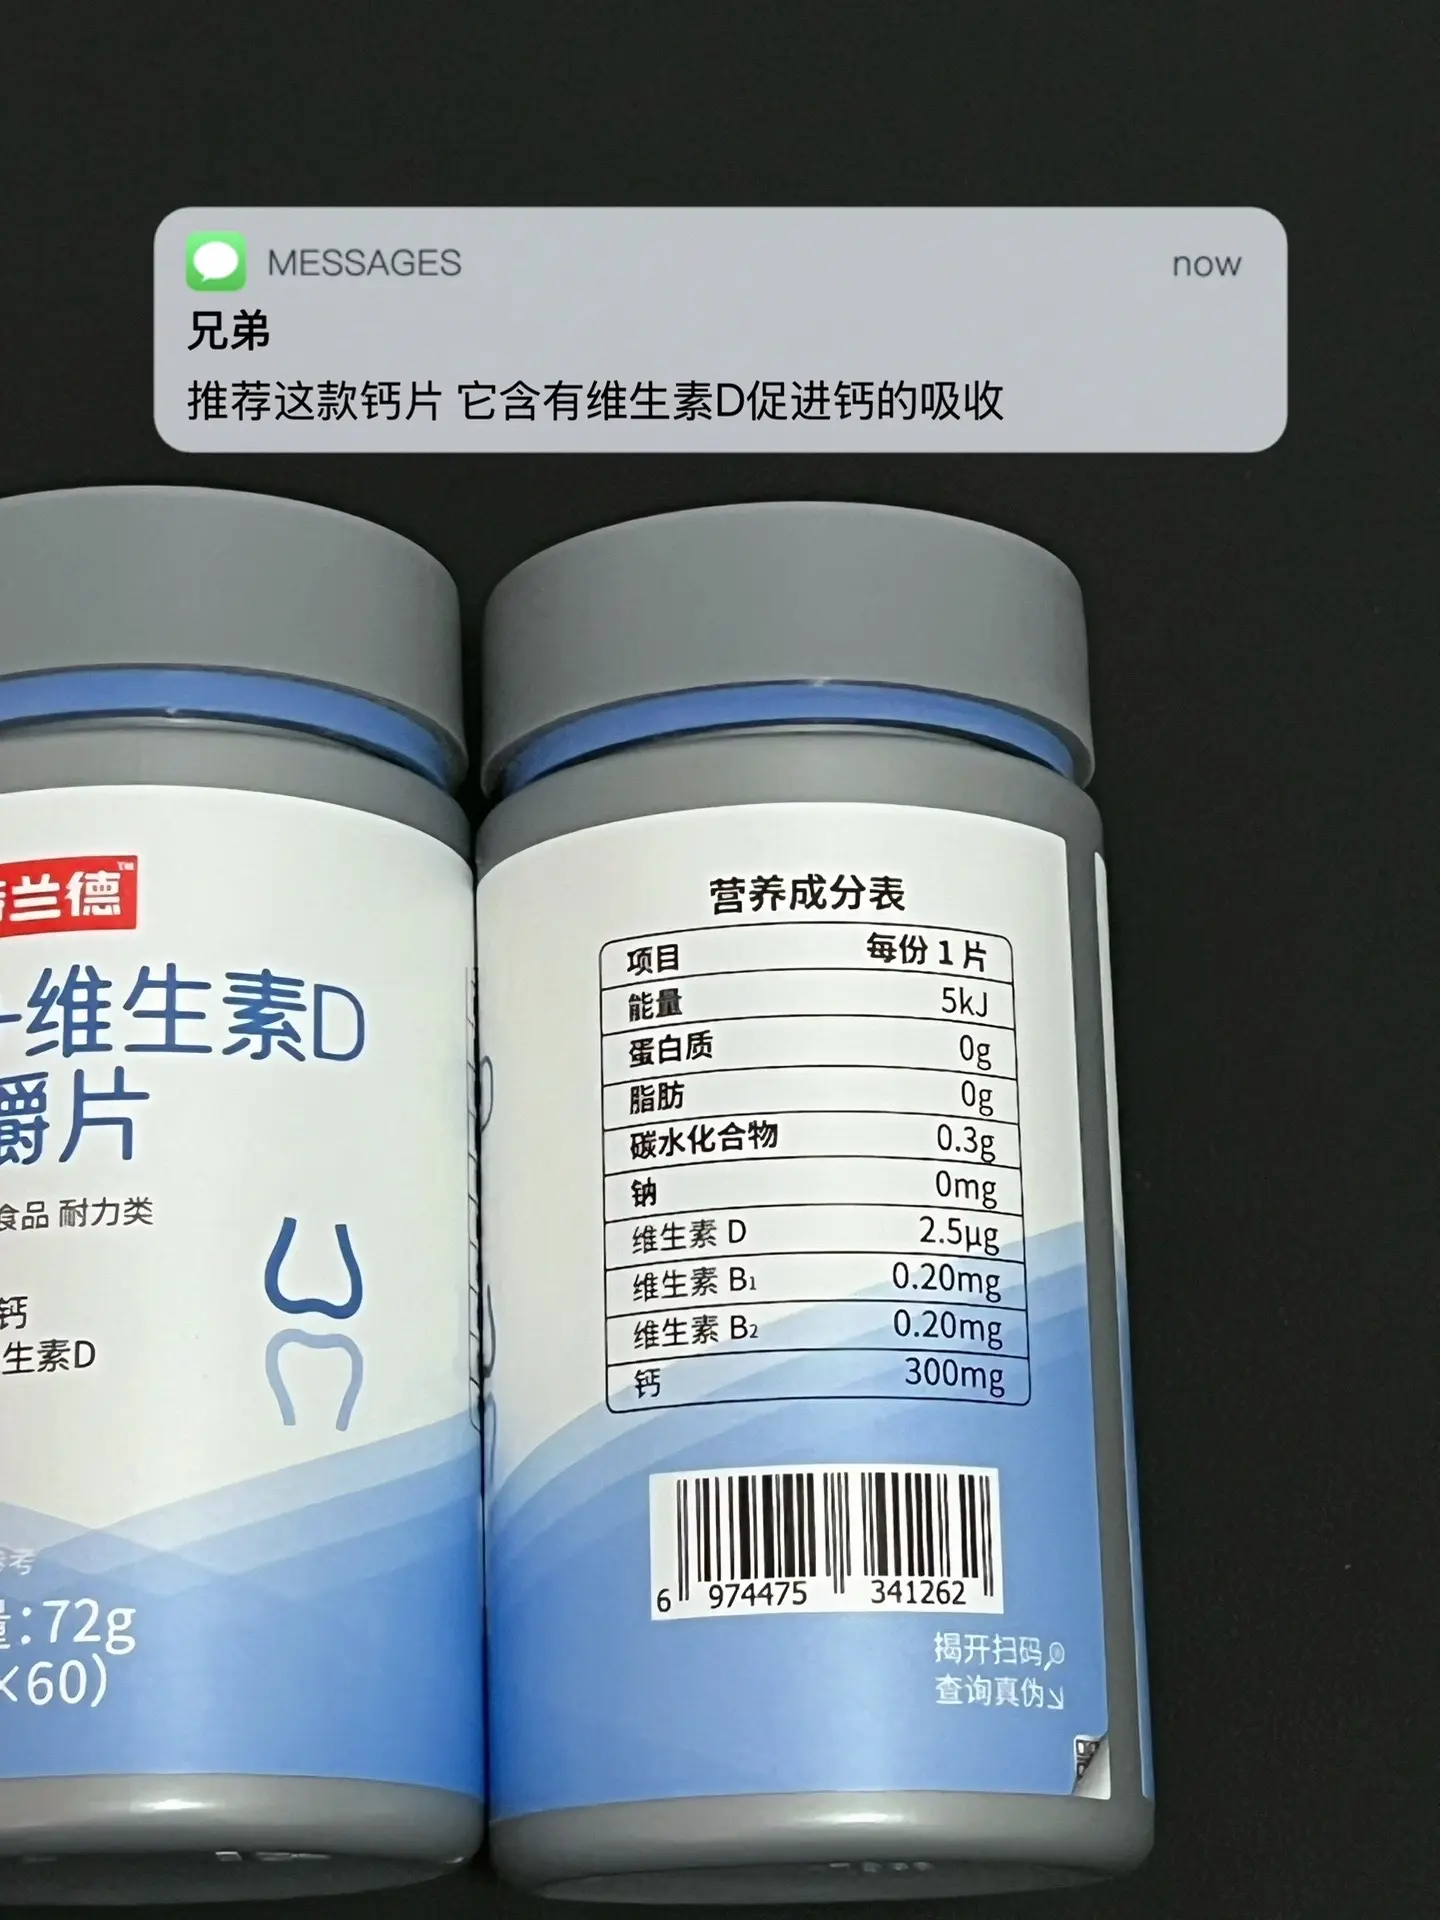 MESSAGES
now
兄弟
推荐这款钙片 它含有维生素D促进钙的吸收
兰德™
维生素D
嚼片
食品 耐力类
钙
生素D
参考
量:72g
×60)
营养成分表
项目 每份 1 片
能量 5kJ
蛋白质 0g
脂肪 0g
碳水化合物 0.3g
钠 0mg
维生素 D 2.5μg
维生素 B₁ 0.20mg
维生素 B₂ 0.20mg
钙 300mg
6 974475 341262
揭开扫码
查询真伪